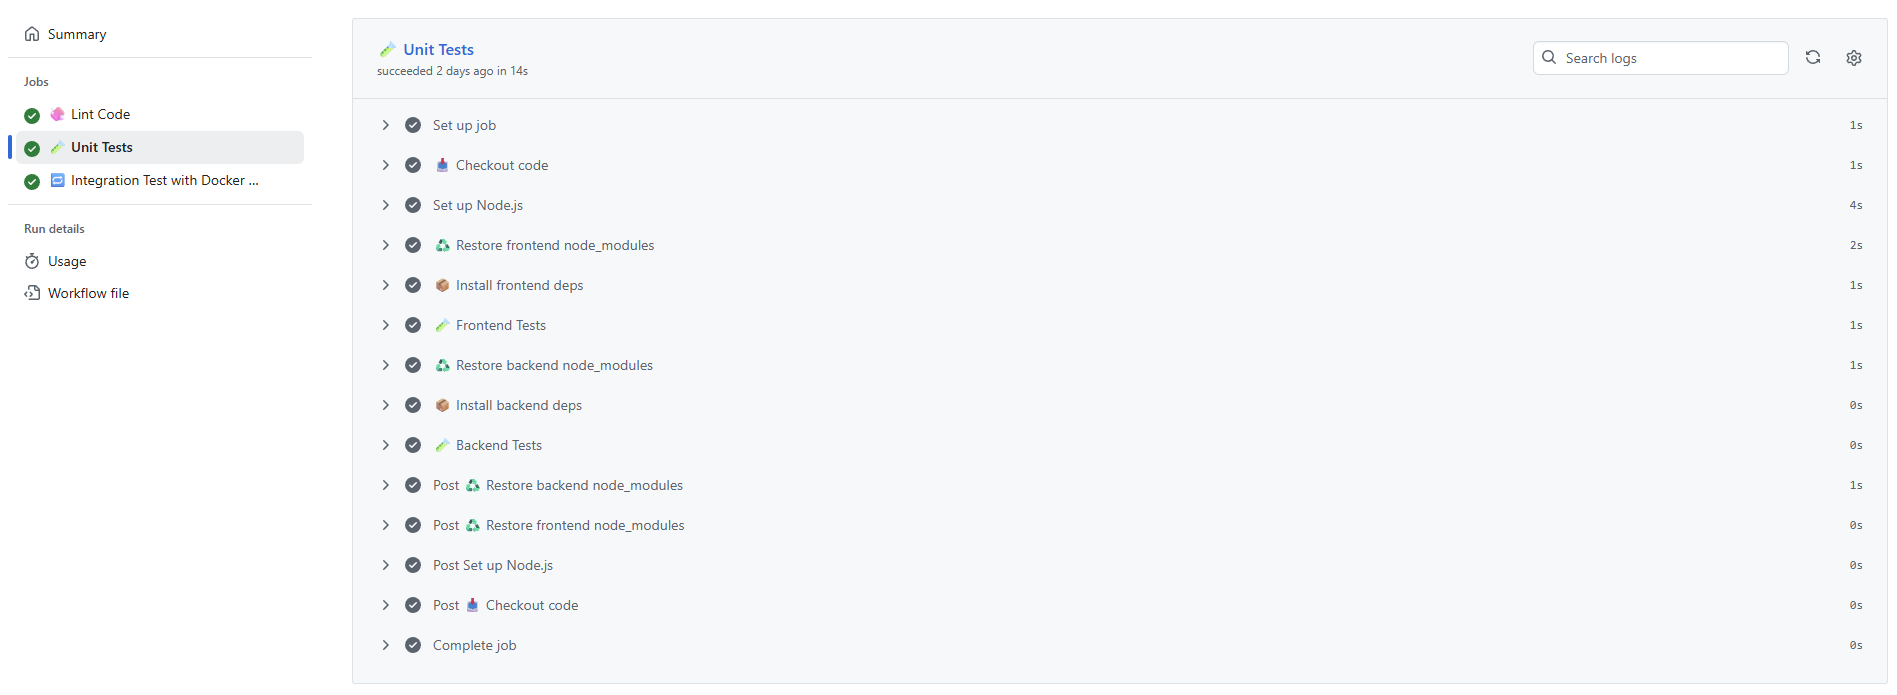 Summary
Jobs
Lint Code
Unit Tests
Integration Test with Docker ...
Run details
Usage
Workflow file
Unit Tests
succeeded 2 days ago in 14s
Search logs
Set up job 1s
Checkout code 1s
Set up Node.js 4s
Restore frontend node_modules 2s
Install frontend deps 1s
Frontend Tests 1s
Restore backend node_modules 1s
Install backend deps 0s
Backend Tests 0s
Post Restore backend node_modules 1s
Post Restore frontend node_modules 0s
Post Set up Node.js 0s
Post Checkout code 0s
Complete job 0s